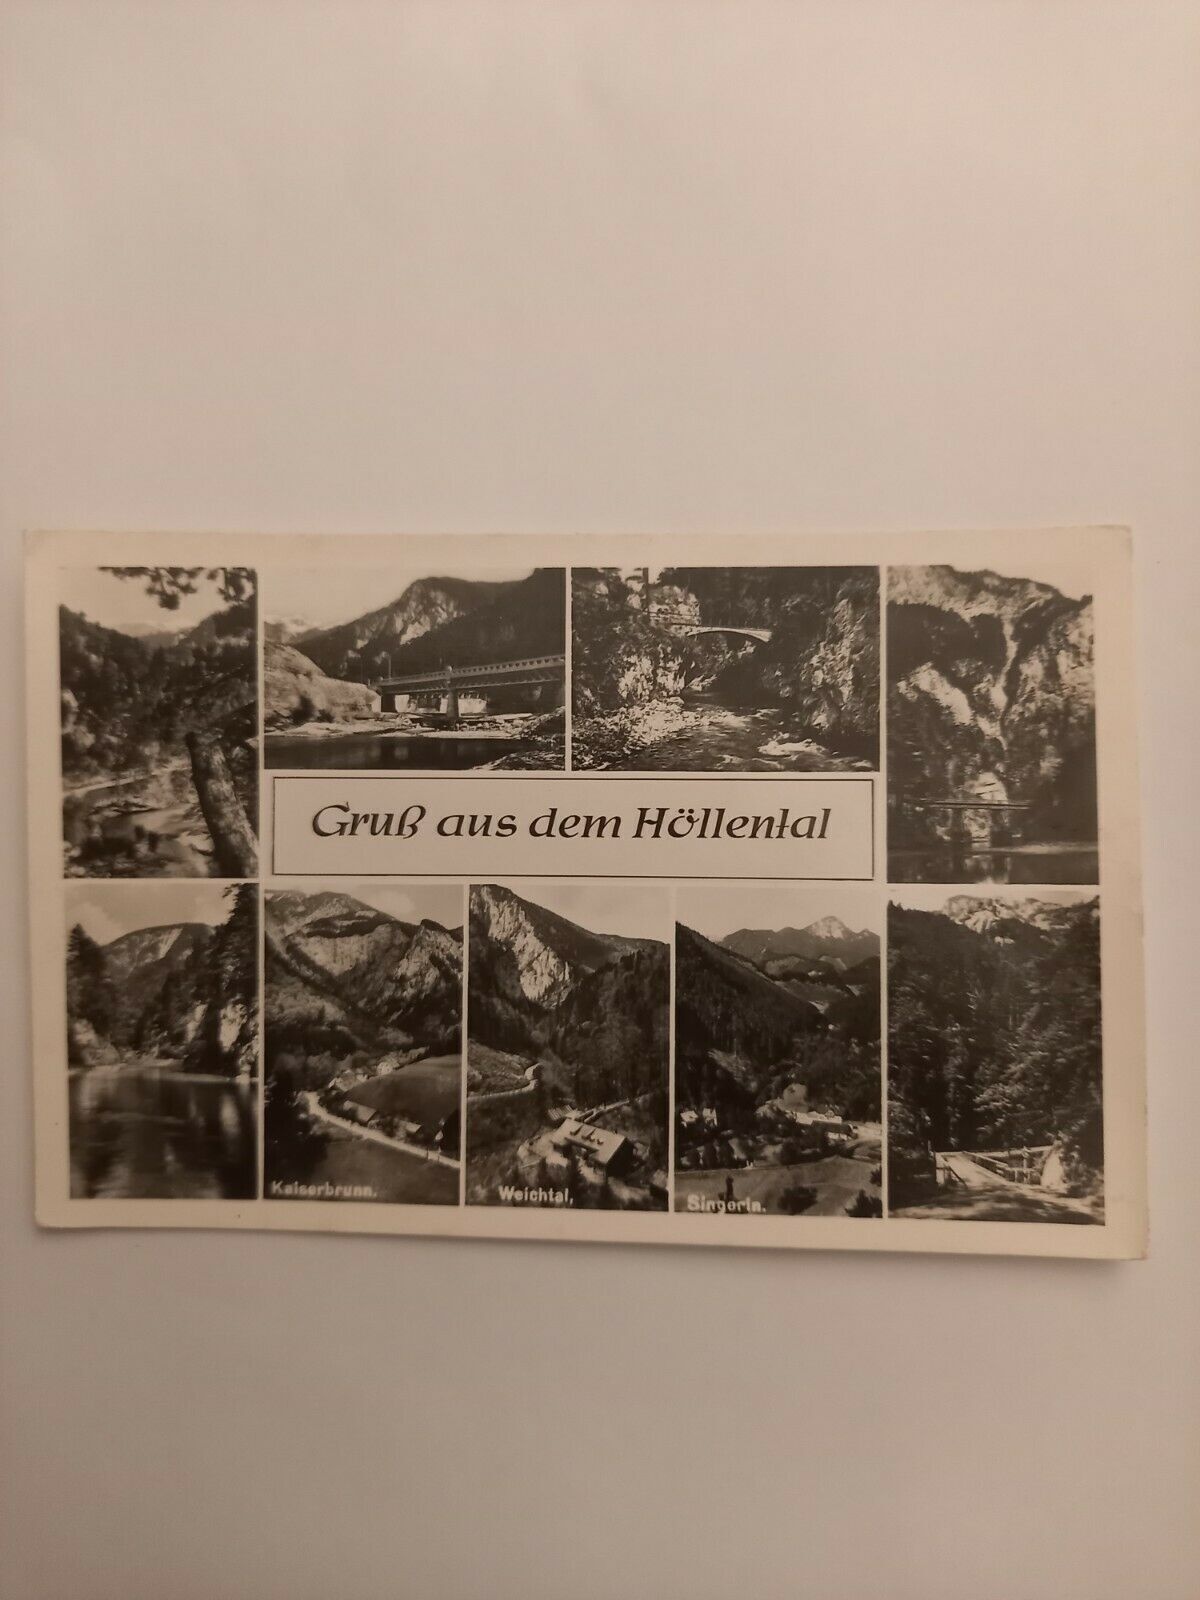 Gruß aus dem Höllental
Kaiserbrunn.
Weichtal,
Singerin.